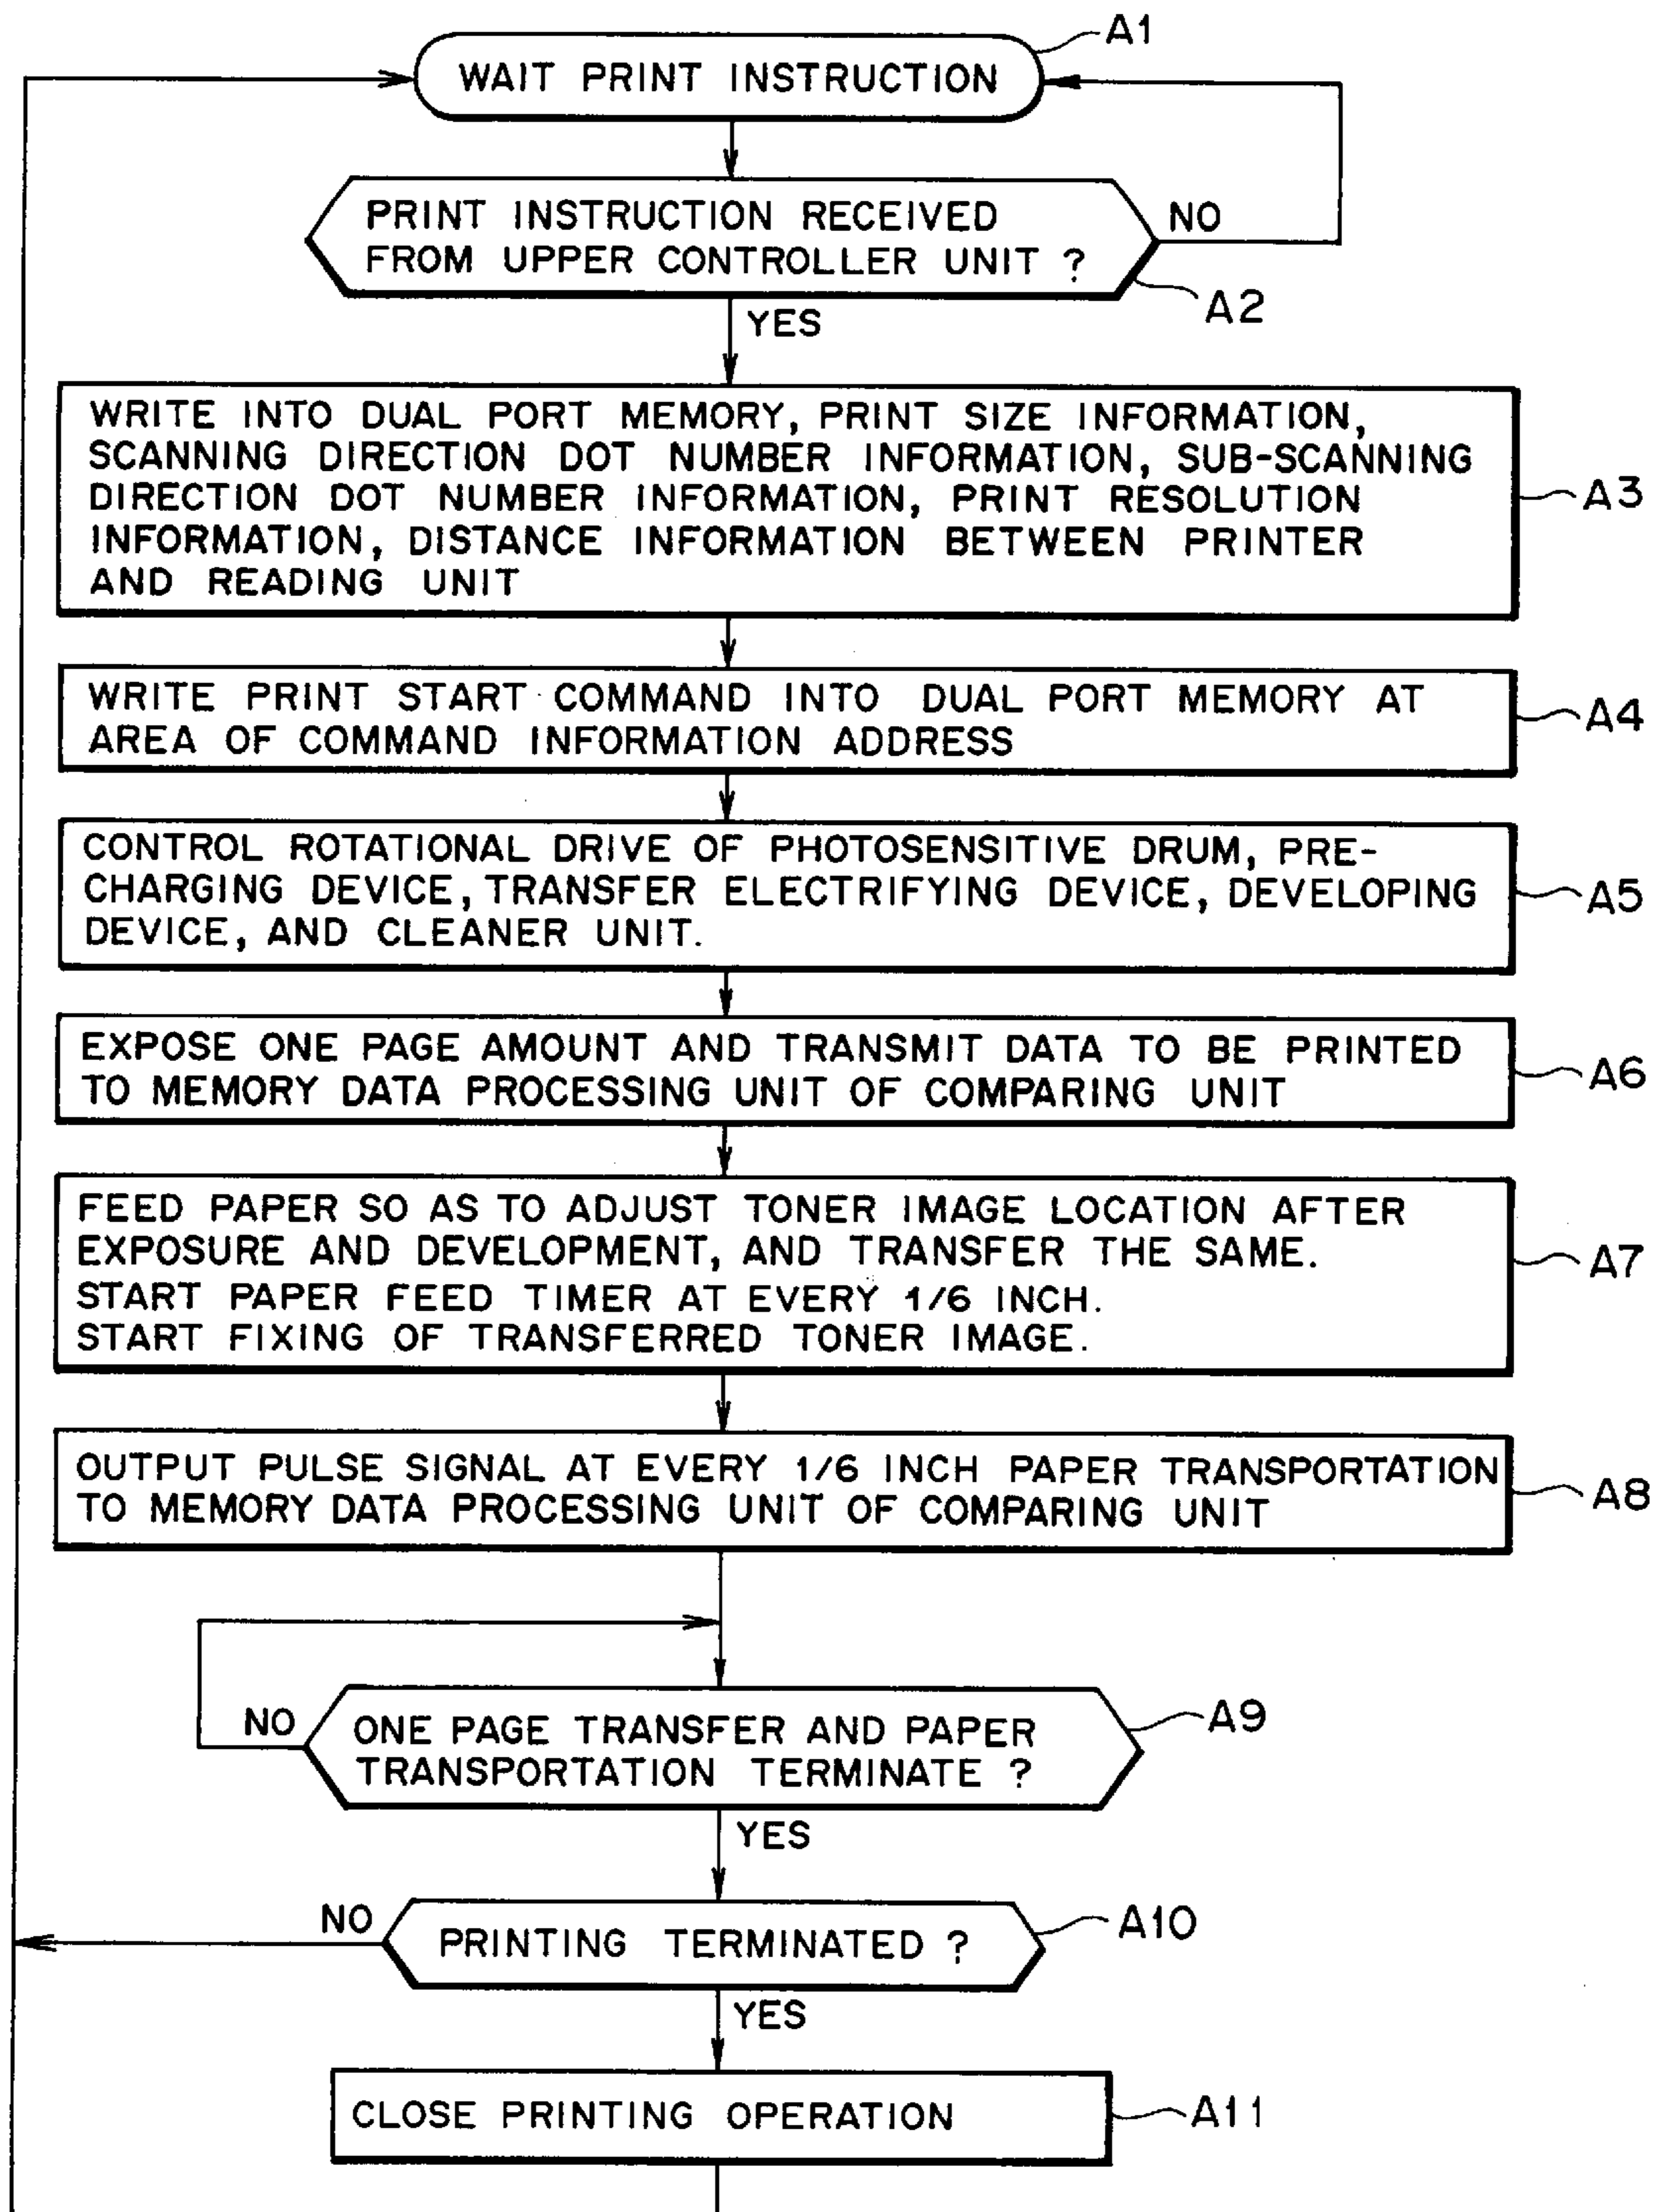 A1
WAIT PRINT INSTRUCTION
PRINT INSTRUCTION RECEIVED
FROM UPPER CONTROLLER UNIT ?
NO
A2
YES
WRITE INTO DUAL PORT MEMORY, PRINT SIZE INFORMATION,
SCANNING DIRECTION DOT NUMBER INFORMATION, SUB-SCANNING
DIRECTION DOT NUMBER INFORMATION, PRINT RESOLUTION
INFORMATION, DISTANCE INFORMATION BETWEEN PRINTER
AND READING UNIT
A3
WRITE PRINT START COMMAND INTO DUAL PORT MEMORY AT
AREA OF COMMAND INFORMATION ADDRESS
A4
CONTROL ROTATIONAL DRIVE OF PHOTOSENSITIVE DRUM, PRE-
CHARGING DEVICE, TRANSFER ELECTRIFYING DEVICE, DEVELOPING
DEVICE, AND CLEANER UNIT.
A5
EXPOSE ONE PAGE AMOUNT AND TRANSMIT DATA TO BE PRINTED
TO MEMORY DATA PROCESSING UNIT OF COMPARING UNIT
A6
FEED PAPER SO AS TO ADJUST TONER IMAGE LOCATION AFTER
EXPOSURE AND DEVELOPMENT, AND TRANSFER THE SAME.
START PAPER FEED TIMER AT EVERY 1/6 INCH.
START FIXING OF TRANSFERRED TONER IMAGE.
A7
OUTPUT PULSE SIGNAL AT EVERY 1/6 INCH PAPER TRANSPORTATION
TO MEMORY DATA PROCESSING UNIT OF COMPARING UNIT
A8
NO
ONE PAGE TRANSFER AND PAPER
TRANSPORTATION TERMINATE ?
A9
YES
NO
PRINTING TERMINATED ?
A10
YES
CLOSE PRINTING OPERATION
A11